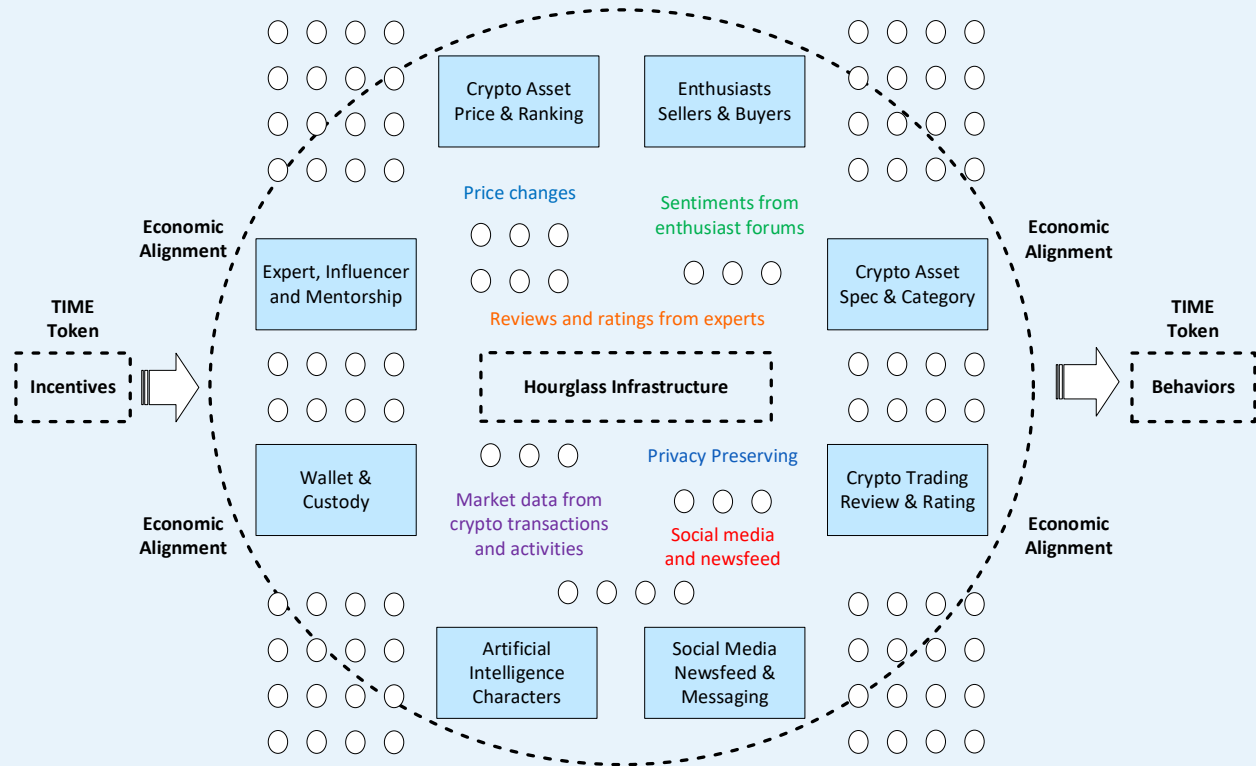 Crypto Asset
Price & Ranking
Enthusiasts
Sellers & Buyers
Price changes
Sentiments from
enthusiast forums
Economic
Alignment
Economic
Alignment
Expert, Influencer
and Mentorship
Crypto Asset
Spec & Category
TIME
Token
Incentives
Reviews and ratings from experts
Hourglass Infrastructure
TIME
Token
Behaviors
Wallet &
Custody
Privacy Preserving
Crypto Trading
Review & Rating
Market data from
crypto transactions
and activities
Social media
and newsfeed
Economic
Alignment
Economic
Alignment
Artificial
Intelligence
Characters
Social Media
Newsfeed &
Messaging